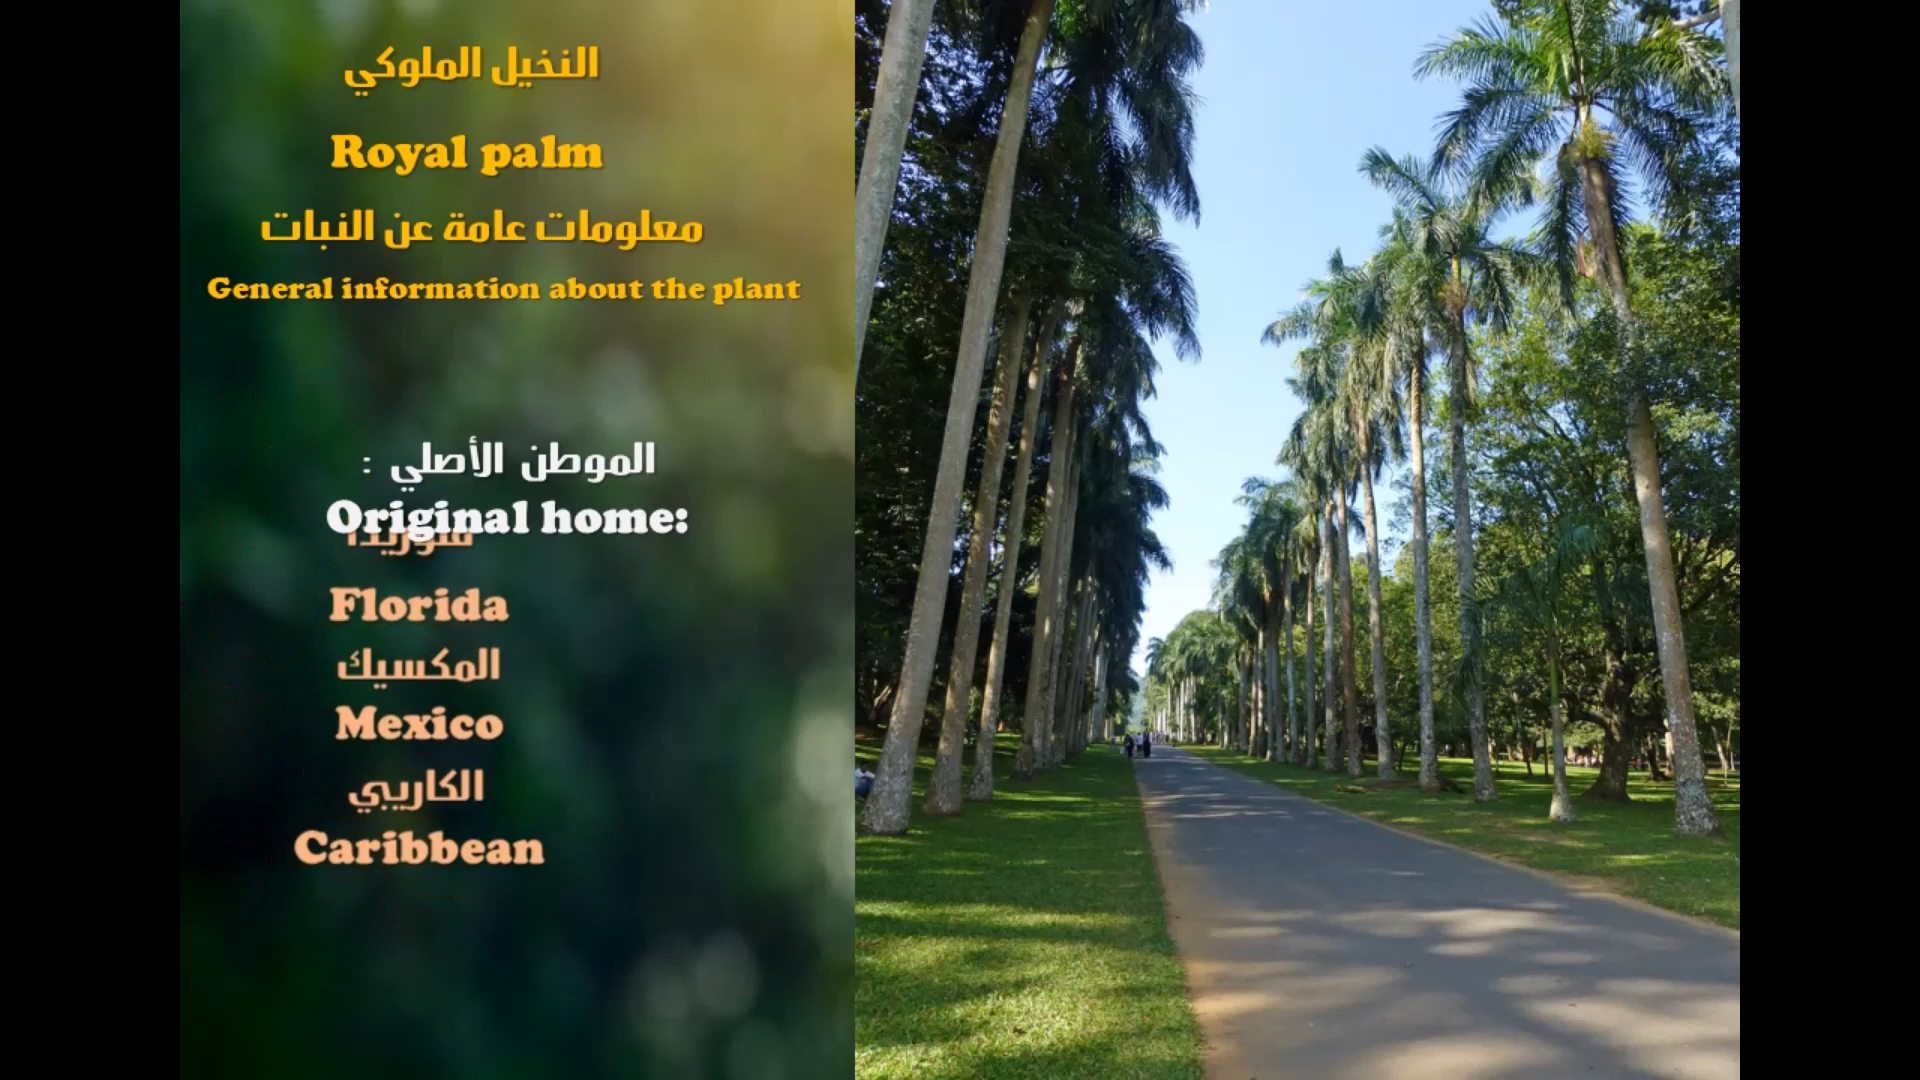 النخيل الملوكي
Royal palm
معلومات عامة عن النبات
General information about the plant
الموطن الأصلي :
Original home:
Florida
المكسيك
Mexico
الكاريبي
Caribbean